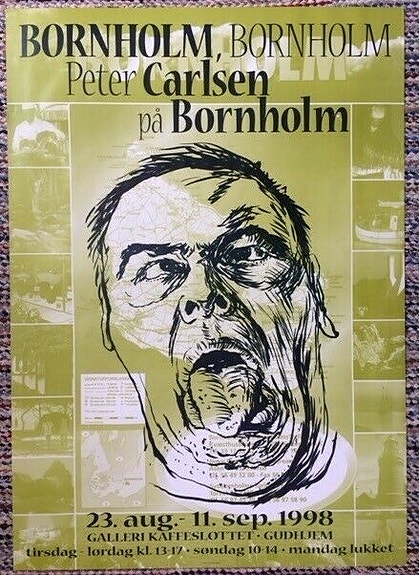 BORNHOLM, BORNHOLM
Peter Carlsen
på Bornholm
23. aug.- 11. sep. 1998
GALLERI KAFFESLOTTET · GUDHJEM
tirsdag - lørdag kl. 13-17 · søndag 10-14 · mandag lukket